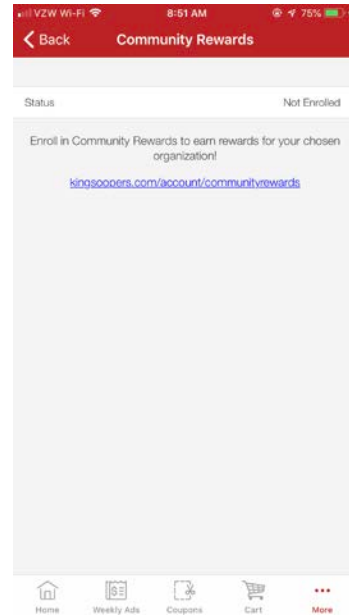 VZW Wi-Fi 8:51 AM 75%
Back Community Rewards
Status Not Enrolled
Enroll in Community Rewards to earn rewards for your chosen
organization!
kingsoopers.com/account/communityrewards
Home Weekly Ads Coupons Cart More